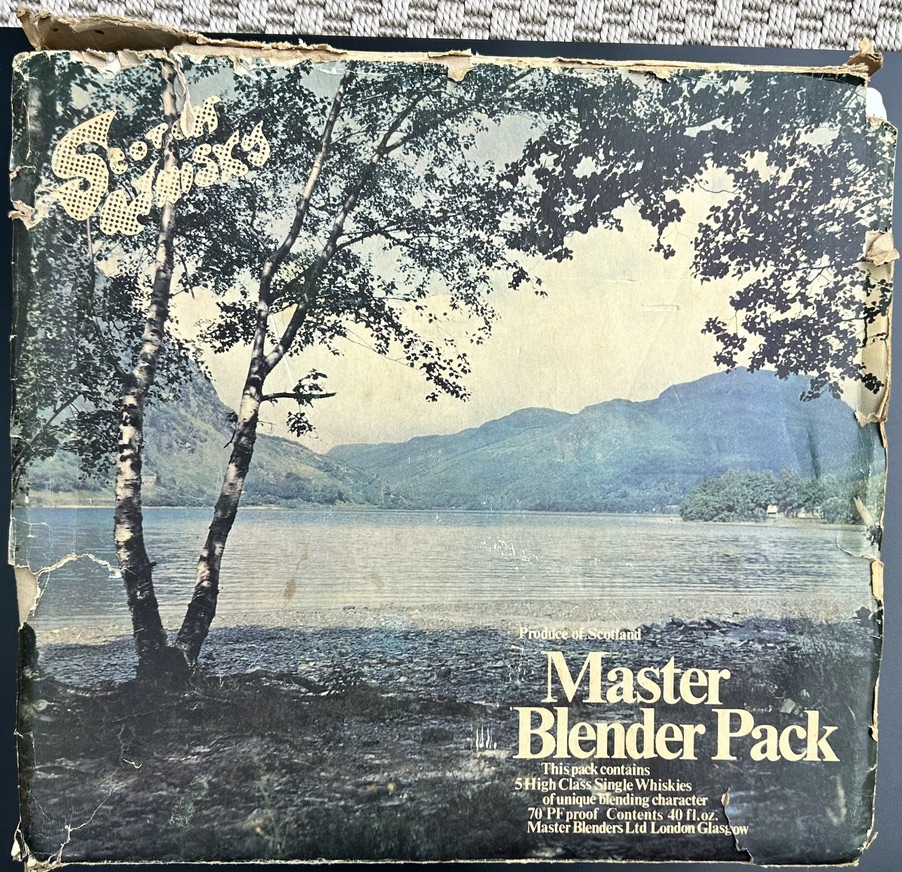 Scotch
Whisky
Produce of Scotland
Master
Blender Pack
This pack contains
5 High Class Single Whiskies
of unique blending character
70° PF proof Contents 40 fl.oz.
Master Blenders Ltd London Glasgow